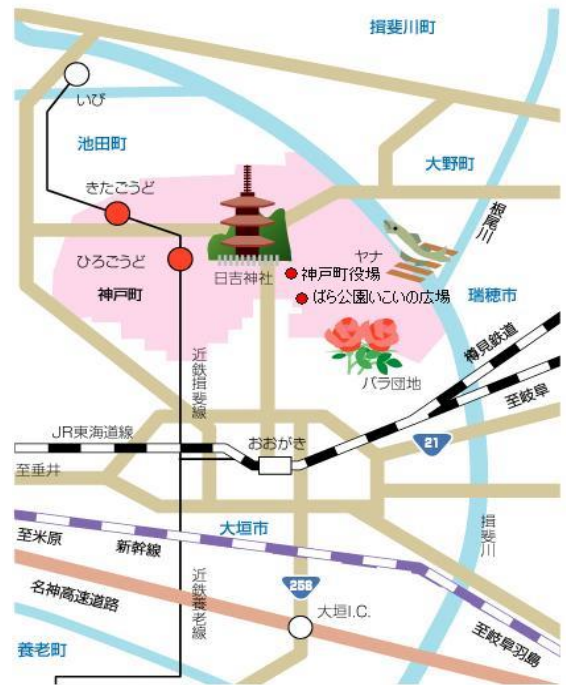 揖斐川町
いび
池田町
大野町
きたごうど
根尾川
ヤナ
ひろごうど
日吉神社
神戸町役場
神戸町
ばら公園いこいの広場
瑞穂市
樽見鉄道
バラ団地
近鉄揖斐線
至岐阜
JR東海道線
おおがき
21
至垂井
大垣市
揖斐川
至米原
新幹線
258
名神高速道路
近鉄養老線
大垣I.C.
至岐阜羽島
養老町